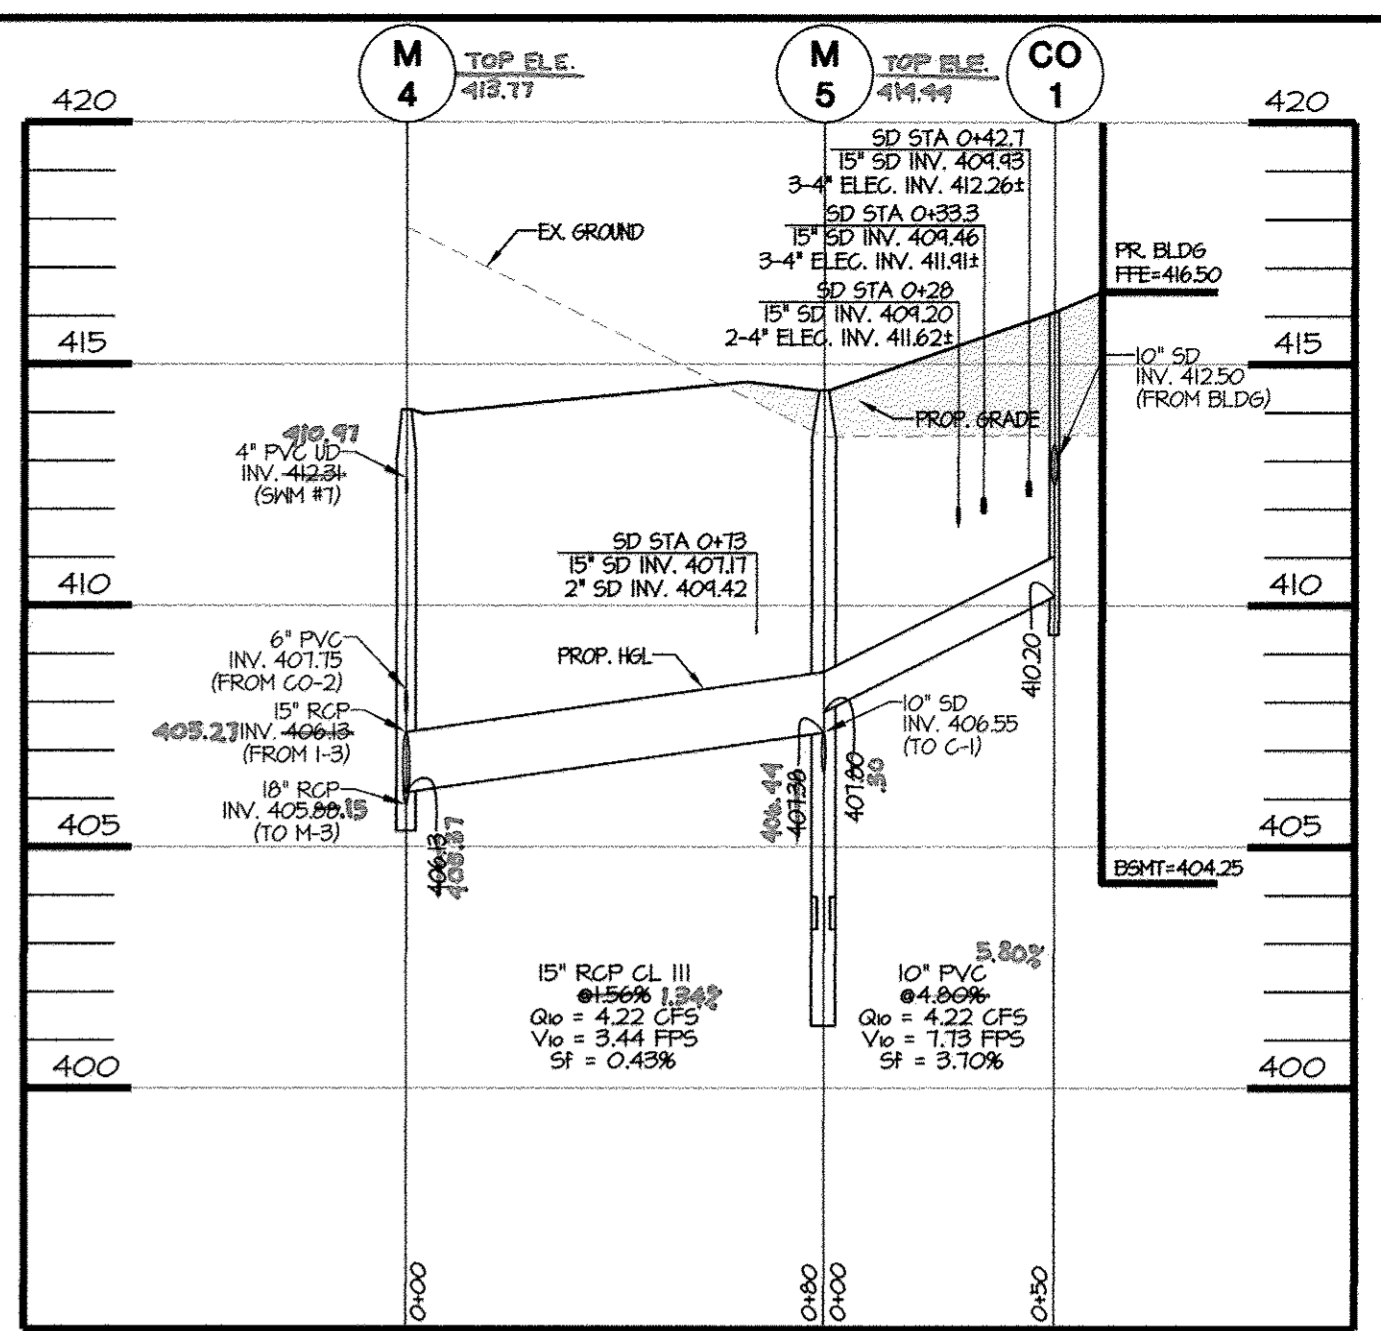 M
4
TOP ELE.
413.77
M
5
TOP ELE.
414.44
CO
1
420
420
SD STA 0+42.7
15" SD INV. 409.93
3-4" ELEC. INV. 412.26±
SD STA 0+33.3
15" SD INV. 409.46
3-4" ELEC. INV. 411.91±
SD STA 0+28
15" SD INV. 409.20
2-4" ELEC. INV. 411.62±
EX. GROUND
PR. BLDG
FFE=416.50
415
415
10" SD
INV. 412.50
(FROM BLDG)
PROP. GRADE
410.97
4" PVC UD
INV. 412.31
(SWM #7)
SD STA 0+73
15" SD INV. 407.17
2" SD INV. 409.42
410
410
6" PVC
INV. 407.75
(FROM CO-2)
PROP. HGL
410.20
15" RCP
405.27 INV. 406.13
(FROM I-3)
10" SD
INV. 406.55
(TO C-1)
18" RCP
INV. 405.88 .15
(TO M-3)
406.13
405.37
406.44
407.38
407.80
.30
405
405
BSMT=404.25
15" RCP CL III
@1.56% 1.34%
Q10 = 4.22 CFS
V10 = 3.44 FPS
Sf = 0.43%
5.80%
10" PVC
@4.80%
Q10 = 4.22 CFS
V10 = 7.73 FPS
Sf = 3.70%
400
400
0+00
0+80
0+00
0+50